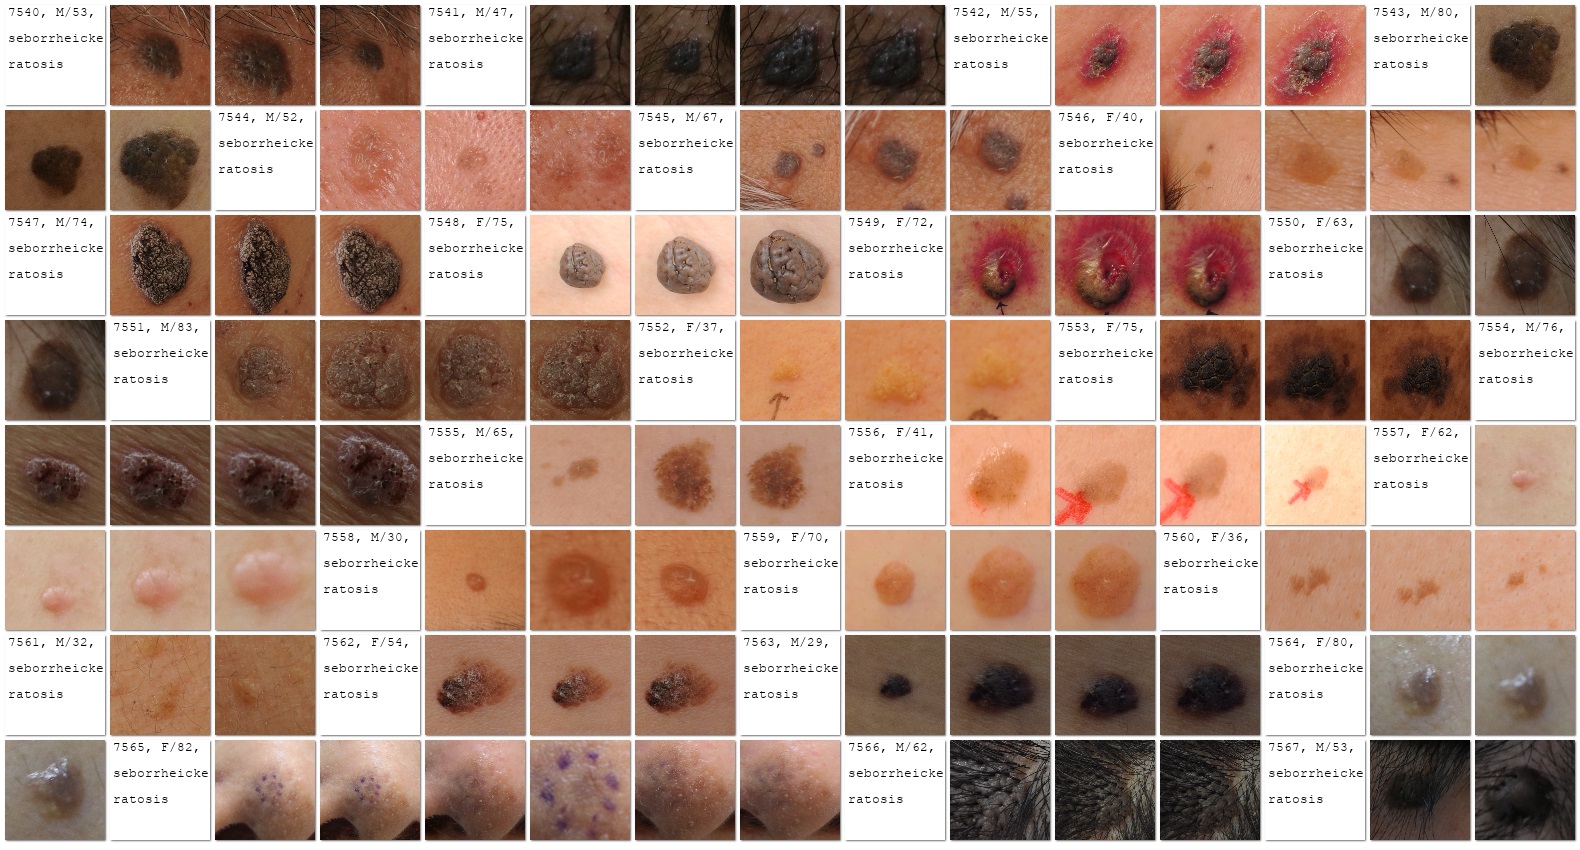 7540, M/53,
seborrheicke
ratosis
7541, M/47,
seborrheicke
ratosis
7542, M/55,
seborrheicke
ratosis
7543, M/80,
seborrheicke
ratosis
7544, M/52,
seborrheicke
ratosis
7545, M/67,
seborrheicke
ratosis
7546, F/40,
seborrheicke
ratosis
7547, M/74,
seborrheicke
ratosis
7548, F/75,
seborrheicke
ratosis
7549, F/72,
seborrheicke
ratosis
7550, F/63,
seborrheicke
ratosis
7551, M/83,
seborrheicke
ratosis
7552, F/37,
seborrheicke
ratosis
7553, F/75,
seborrheicke
ratosis
7554, M/76,
seborrheicke
ratosis
7555, M/65,
seborrheicke
ratosis
7556, F/41,
seborrheicke
ratosis
7557, F/62,
seborrheicke
ratosis
7558, M/30,
seborrheicke
ratosis
7559, F/70,
seborrheicke
ratosis
7560, F/36,
seborrheicke
ratosis
7561, M/32,
seborrheicke
ratosis
7562, F/54,
seborrheicke
ratosis
7563, M/29,
seborrheicke
ratosis
7564, F/80,
seborrheicke
ratosis
7565, F/82,
seborrheicke
ratosis
7566, M/62,
seborrheicke
ratosis
7567, M/53,
seborrheicke
ratosis